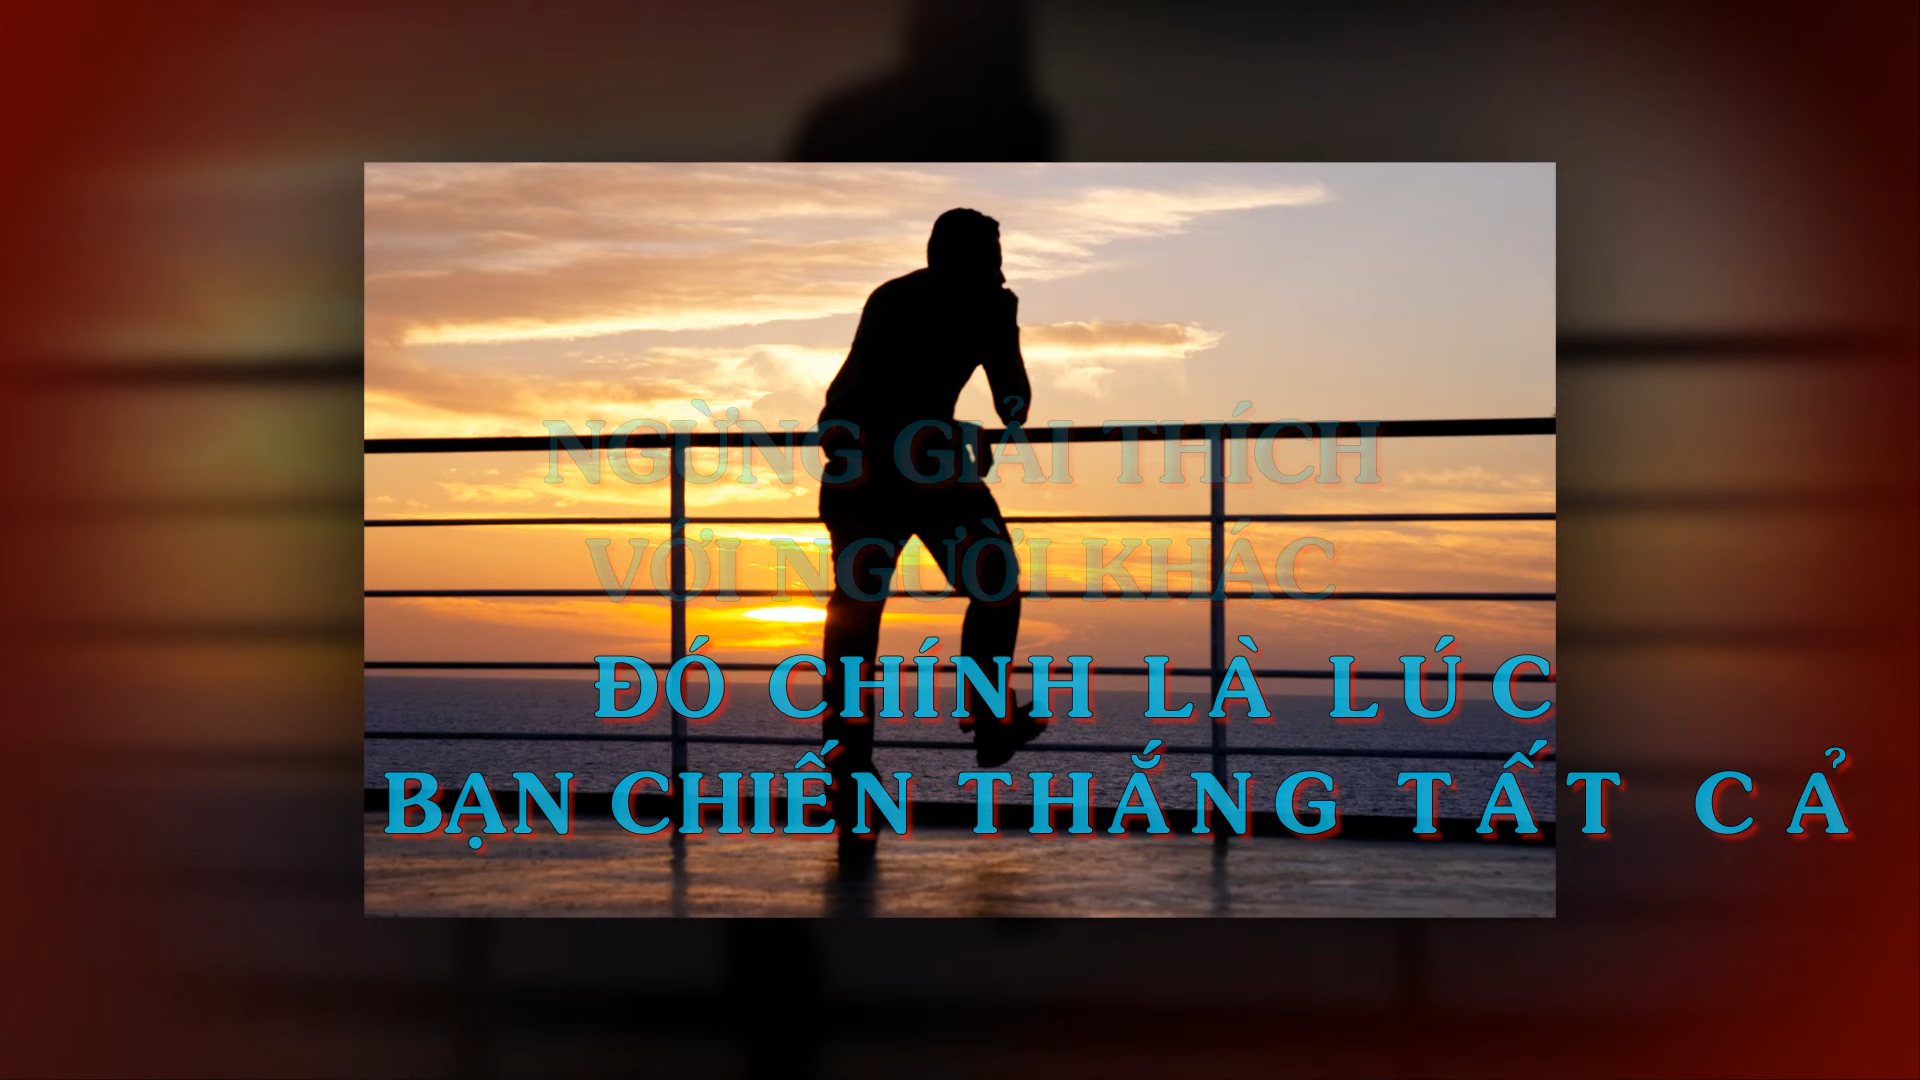 NGỪNG GIẢI THÍCH
VỚI NGƯỜI KHÁC
ĐÓ CHÍNH LÀ LÚC
BẠN CHIẾN THẮNG TẤT CẢ